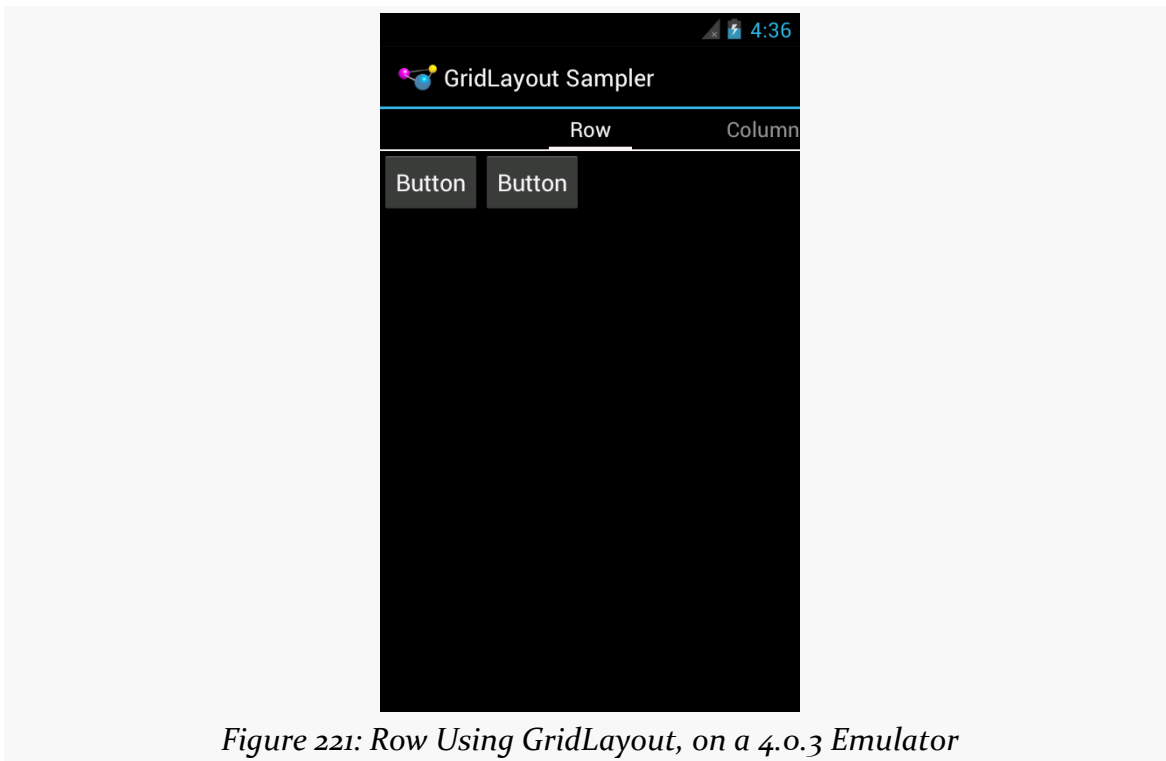 4:36
GridLayout Sampler
Row Column
Button Button
Figure 221: Row Using GridLayout, on a 4.0.3 Emulator